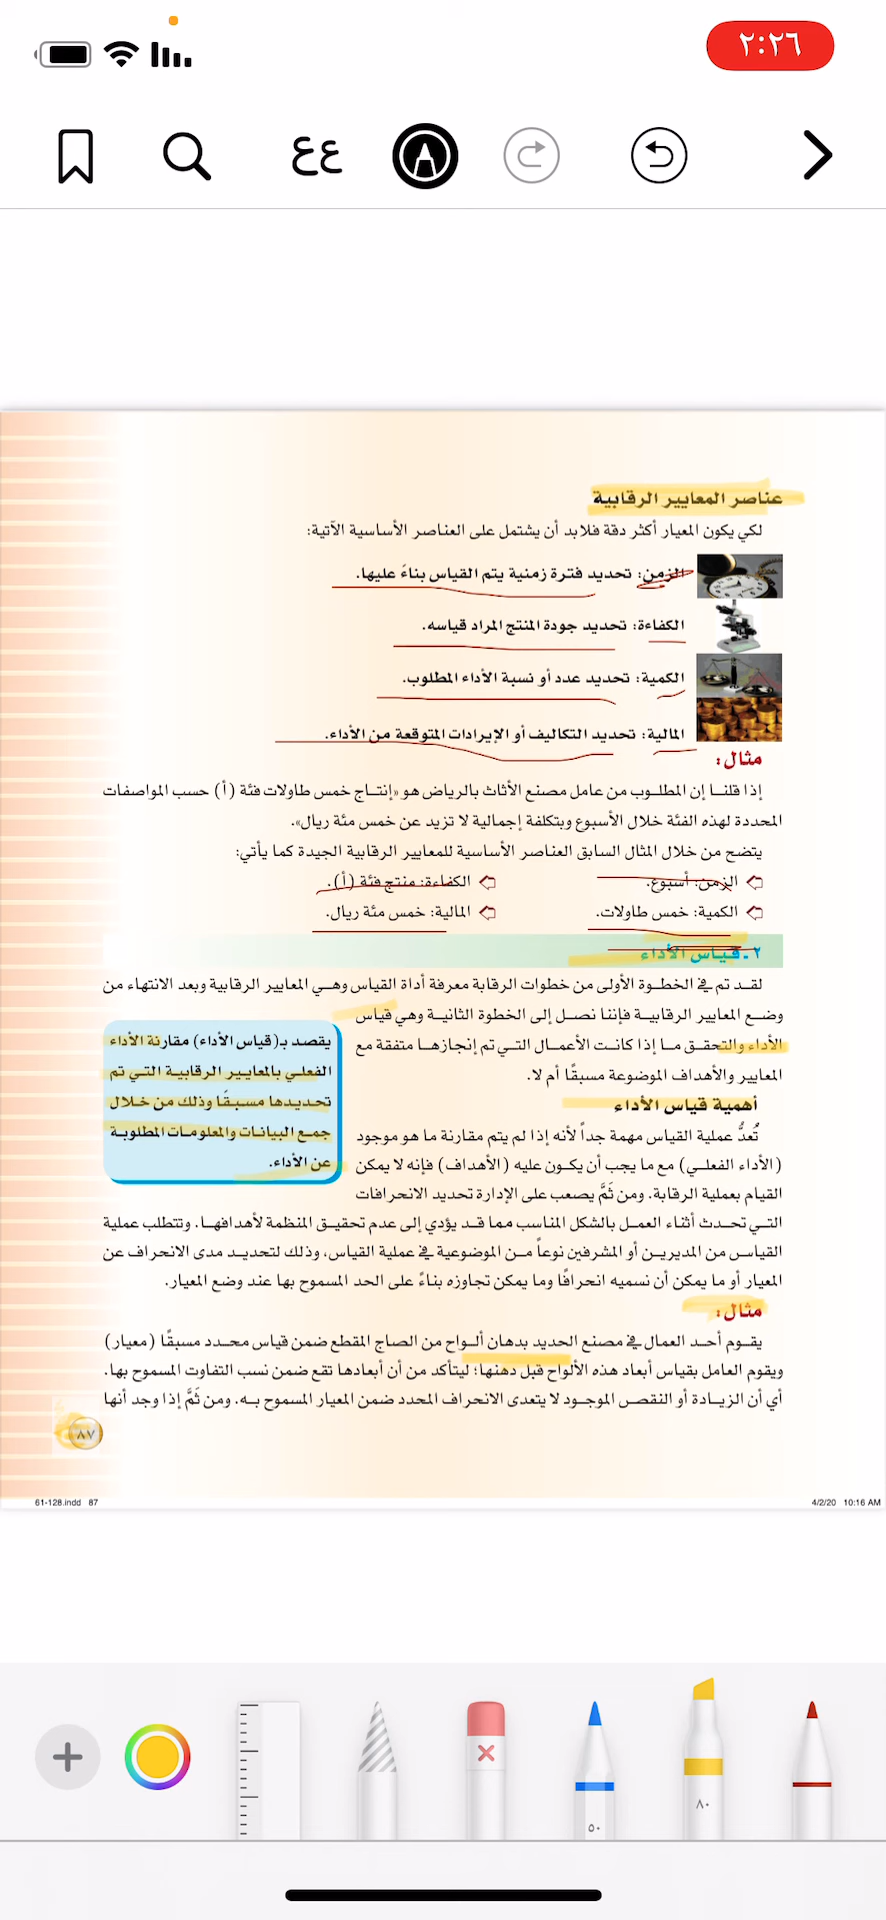 ٢:٢٦
عع
عناصر المعايير الرقابية
لكي يكون المعيار أكثر دقة فلابد أن يشتمل على العناصر الأساسية الآتية:
الزمن: تحديد فترة زمنية يتم القياس بناءً عليها.
الكفاءة: تحديد جودة المنتج المراد قياسه.
الكمية: تحديد عدد أو نسبة الأداء المطلوب.
المالية: تحديد التكاليف أو الإيرادات المتوقعة من الأداء.
مثال:
إذا قلنا إن المطلوب من عامل مصنع الأثاث بالرياض هو «إنتاج خمس طاولات فئة (أ) حسب المواصفات
المحددة لهذه الفئة خلال الأسبوع وبتكلفة إجمالية لا تزيد عن خمس مئة ريال».
يتضح من خلال المثال السابق العناصر الأساسية للمعايير الرقابية الجيدة كما يأتي:
الزمن: أسبوع. الكفاءة: منتج فئة (أ).
الكمية: خمس طاولات. المالية: خمس مئة ريال.
٢ـ قياس الأداء
لقد تم في الخطوة الأولى من خطوات الرقابة معرفة أداة القياس وهي المعايير الرقابية وبعد الانتهاء من
وضع المعايير الرقابية فإننا نصل إلى الخطوة الثانية وهي قياس
الأداء والتحقق ما إذا كانت الأعمال التي تم إنجازها متفقة مع
المعايير والأهداف الموضوعة مسبقًا أم لا.
يقصد بـ(قياس الأداء) مقارنة الأداء
الفعلي بالمعايير الرقابية التي تم
تحديدها مسبقًا وذلك من خلال
جمع البيانات والمعلومات المطلوبة
عن الأداء.
أهمية قياس الأداء
تُعدُّ عملية القياس مهمة جداً لأنه إذا لم يتم مقارنة ما هو موجود
(الأداء الفعلي) مع ما يجب أن يكون عليه (الأهداف) فإنه لا يمكن
القيام بعملية الرقابة. ومن ثَمَّ يصعب على الإدارة تحديد الانحرافات
التي تحدث أثناء العمل بالشكل المناسب مما قد يؤدي إلى عدم تحقيق المنظمة لأهدافها. وتتطلب عملية
القياس من المديرين أو المشرفين نوعاً من الموضوعية في عملية القياس، وذلك لتحديد مدى الانحراف عن
المعيار أو ما يمكن أن نسميه انحرافًا وما يمكن تجاوزه بناءً على الحد المسموح بها عند وضع المعيار.
مثال:
يقوم أحد العمال في مصنع الحديد بدهان ألواح من الصاج المقطع ضمن قياس محدد مسبقًا (معيار)
ويقوم العامل بقياس أبعاد هذه الألواح قبل دهنها؛ ليتأكد من أن أبعادها تقع ضمن نسب التفاوت المسموح بها.
أي أن الزيادة أو النقص الموجود لا يتعدى الانحراف المحدد ضمن المعيار المسموح به. ومن ثَمَّ إذا وجد أنها
٨٧
61-128.indd 87 4/2/20 10:16 AM
٥٠ ٨٠